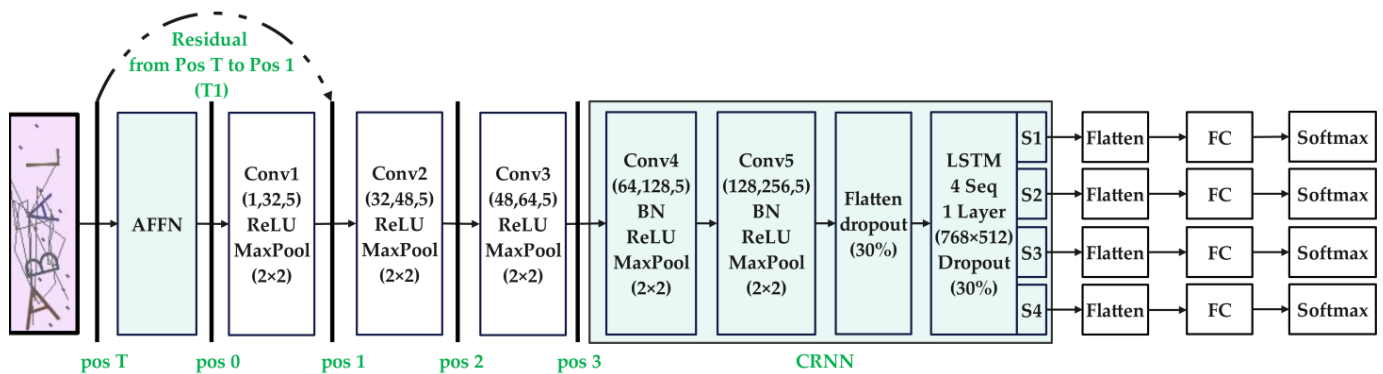 Residual
from Pos T to Pos 1
(T1)
A B A L
AFFN
Conv1
(1,32,5)
ReLU
MaxPool
(2×2)
Conv2
(32,48,5)
ReLU
MaxPool
(2×2)
Conv3
(48,64,5)
ReLU
MaxPool
(2×2)
Conv4
(64,128,5)
BN
ReLU
MaxPool
(2×2)
Conv5
(128,256,5)
BN
ReLU
MaxPool
(2×2)
Flatten
dropout
(30%)
LSTM
4 Seq
1 Layer
(768×512)
Dropout
(30%)
S1
Flatten
FC
Softmax
S2
Flatten
FC
Softmax
S3
Flatten
FC
Softmax
S4
Flatten
FC
Softmax
pos T
pos 0
pos 1
pos 2
pos 3
CRNN